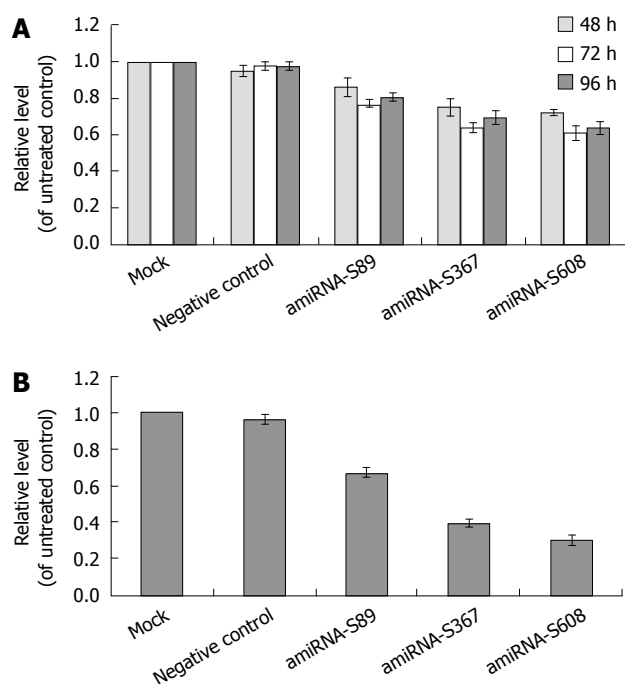 A
Relative level
(of untreated control)
1.2
1.0
0.8
0.6
0.4
0.2
0.0
48 h
72 h
96 h
Mock
Negative control
amiRNA-S89
amiRNA-S367
amiRNA-S608
B
Relative level
(of untreated control)
1.2
1.0
0.8
0.6
0.4
0.2
0.0
Mock
Negative control
amiRNA-S89
amiRNA-S367
amiRNA-S608